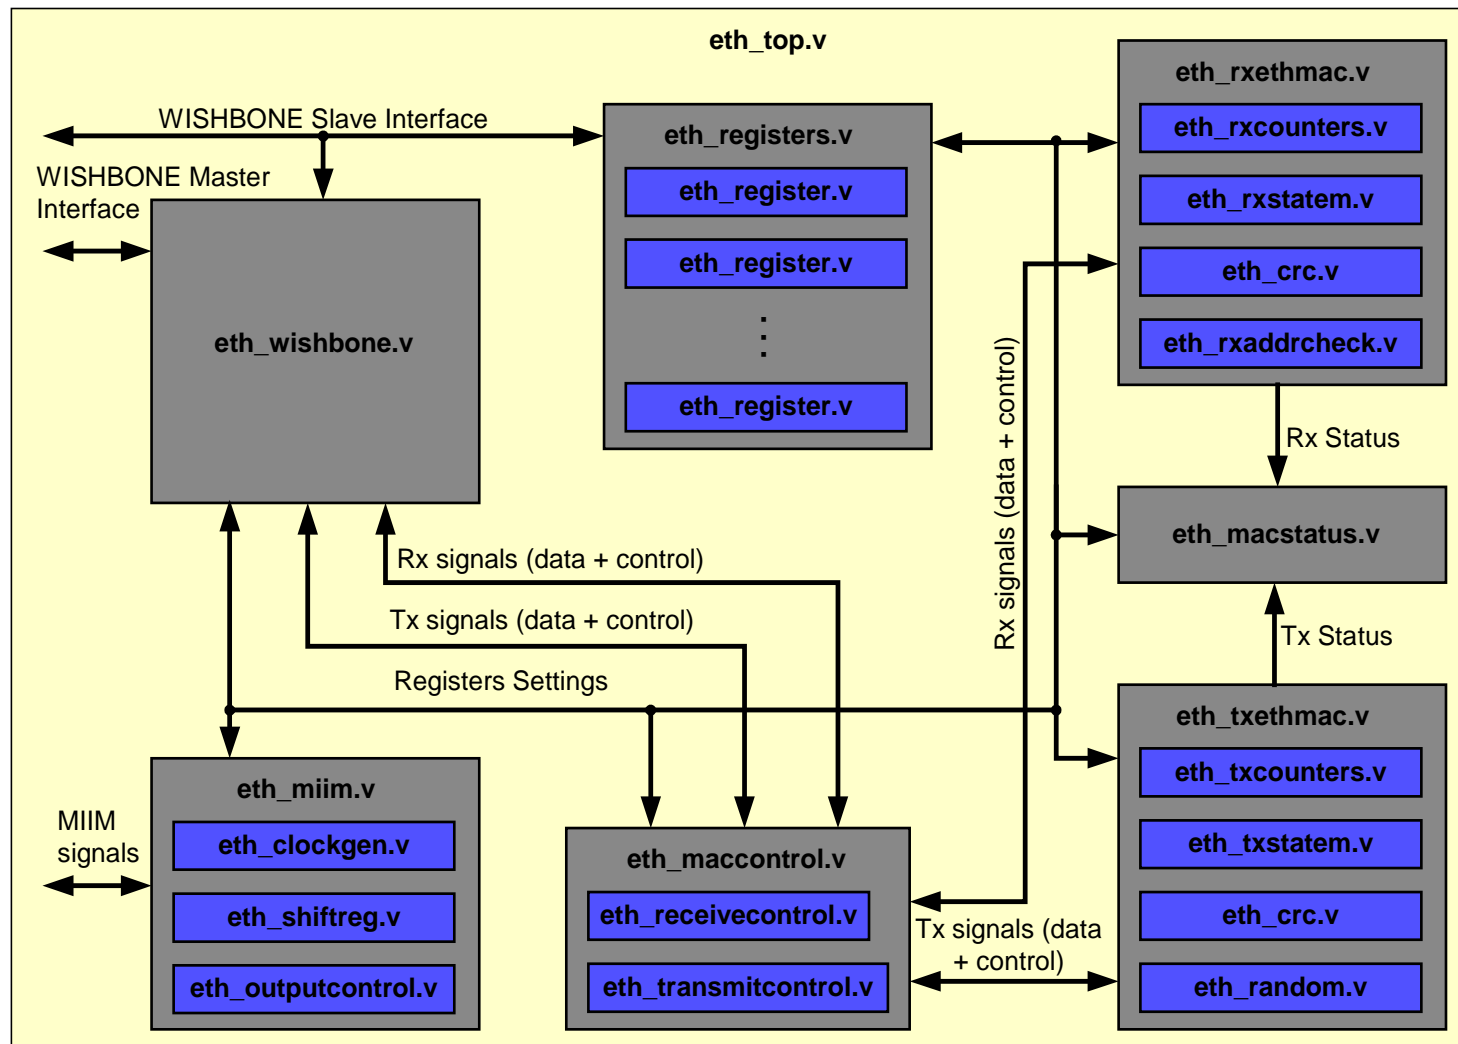 eth_top.v
WISHBONE Slave Interface
WISHBONE Master
Interface
eth_wishbone.v
eth_registers.v
eth_register.v
eth_register.v
eth_register.v
eth_rxethmac.v
eth_rxcounters.v
eth_rxstatem.v
eth_crc.v
eth_rxaddrcheck.v
Rx signals (data + control)
Rx Status
eth_macstatus.v
Tx Status
Rx signals (data + control)
Tx signals (data + control)
Registers Settings
eth_miim.v
eth_clockgen.v
eth_shiftreg.v
eth_outputcontrol.v
MIIM
signals
eth_maccontrol.v
eth_receivecontrol.v
eth_transmitcontrol.v
Tx signals (data
+ control)
eth_txethmac.v
eth_txcounters.v
eth_txstatem.v
eth_crc.v
eth_random.v